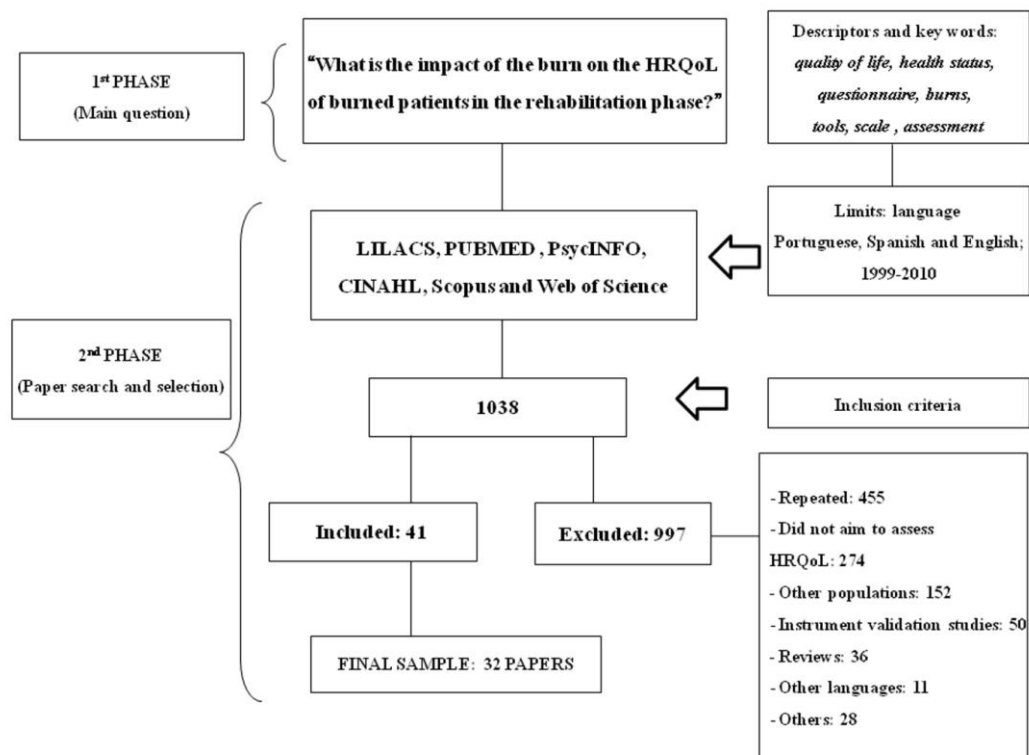 1st PHASE
(Main question)
“What is the impact of the burn on the HRQoL
of burned patients in the rehabilitation phase?”
Descriptors and key words:
quality of life, health status,
questionnaire, burns,
tools, scale , assessment
2nd PHASE
(Paper search and selection)
LILACS, PUBMED , PsycINFO,
CINAHL, Scopus and Web of Science
Limits: language
Portuguese, Spanish and English;
1999-2010
1038
Inclusion criteria
Included: 41
Excluded: 997
- Repeated: 455
- Did not aim to assess
HRQoL: 274
- Other populations: 152
- Instrument validation studies: 50
- Reviews: 36
- Other languages: 11
- Others: 28
FINAL SAMPLE: 32 PAPERS